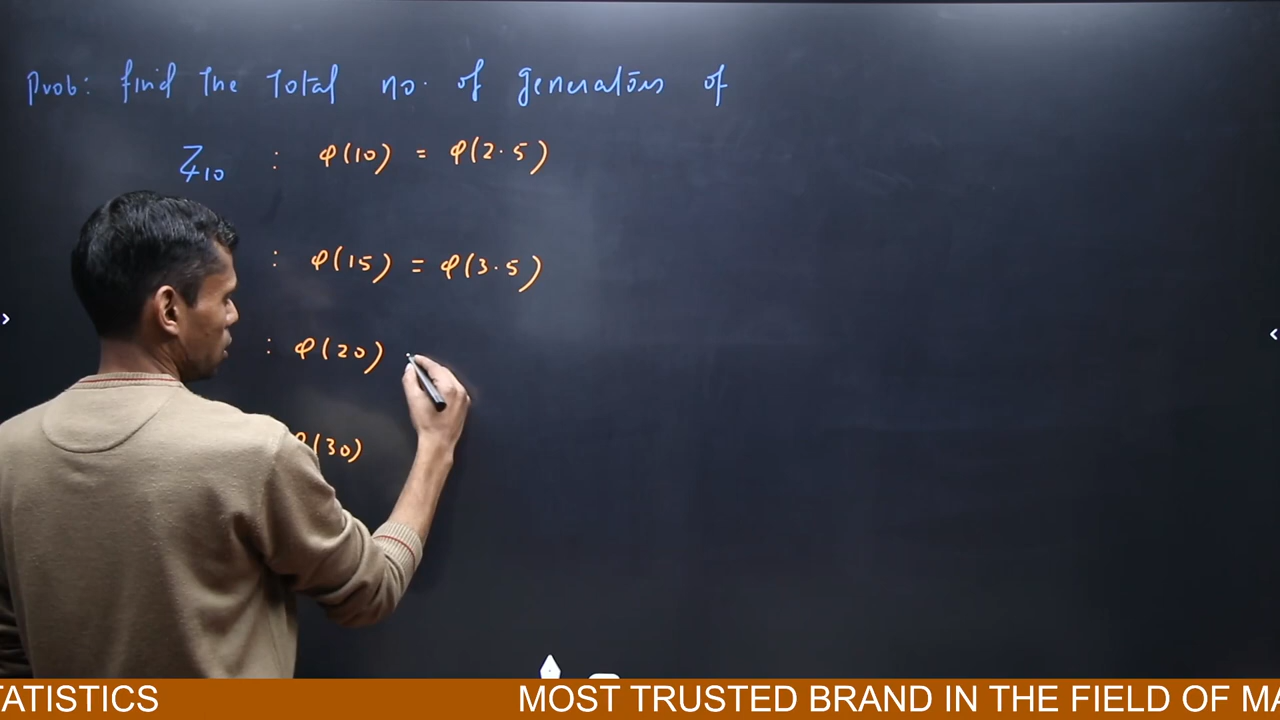 Prob: find the total no. of generators of
Z10 : φ(10) = φ(2·5)
: φ(15) = φ(3·5)
: φ(20)
φ(30)
TATISTICS MOST TRUSTED BRAND IN THE FIELD OF MA